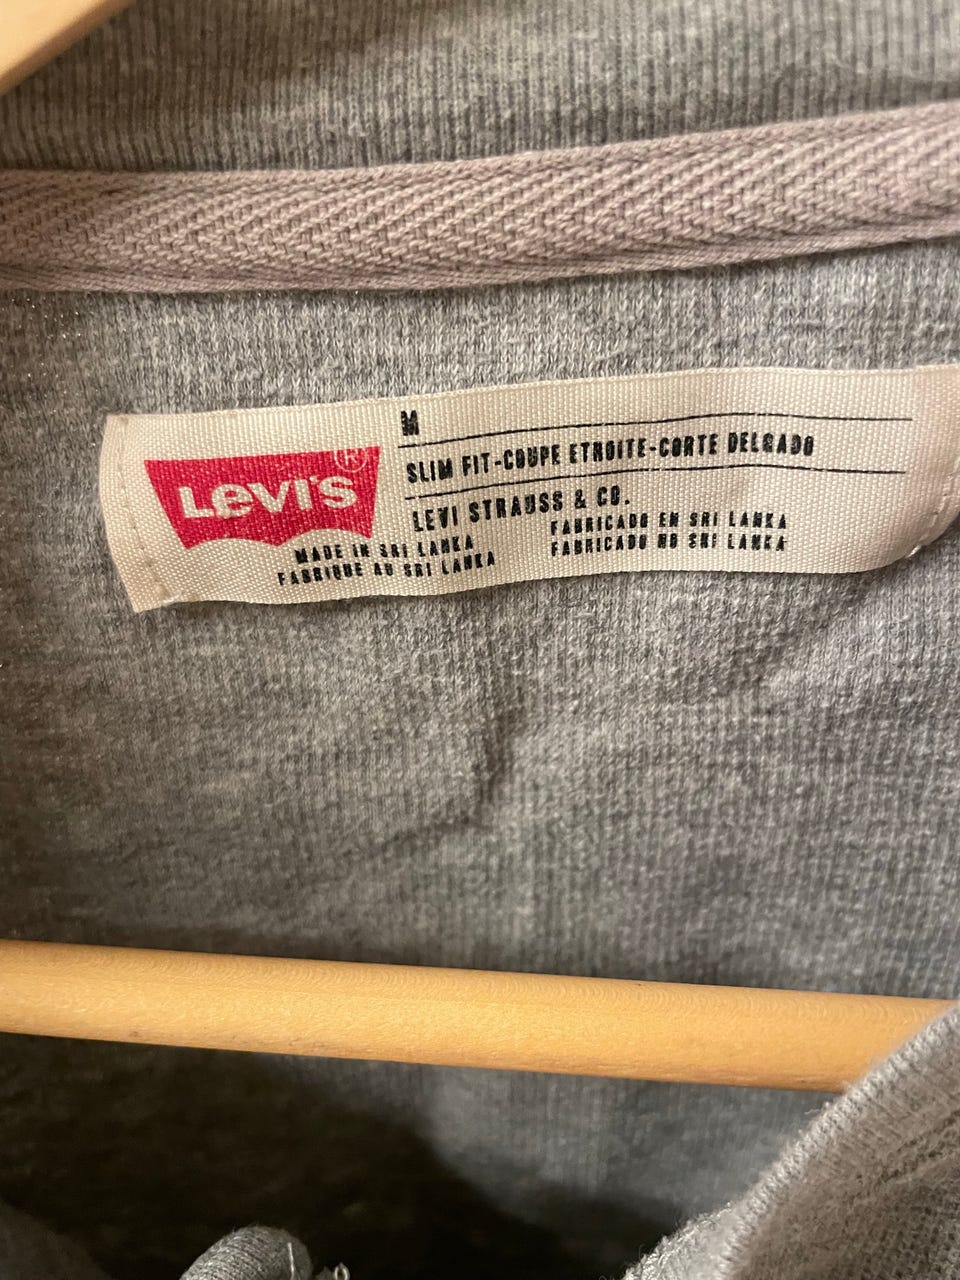 LEVI'S®
M
SLIM FIT-COUPE ETROITE-CORTE DELGADO
LEVI STRAUSS & CO.
MADE IN SRI LANKA
FABRIQUE AU SRI LANKA
FABRICADO EN SRI LANKA
FABRICADO NO SRI LANKA